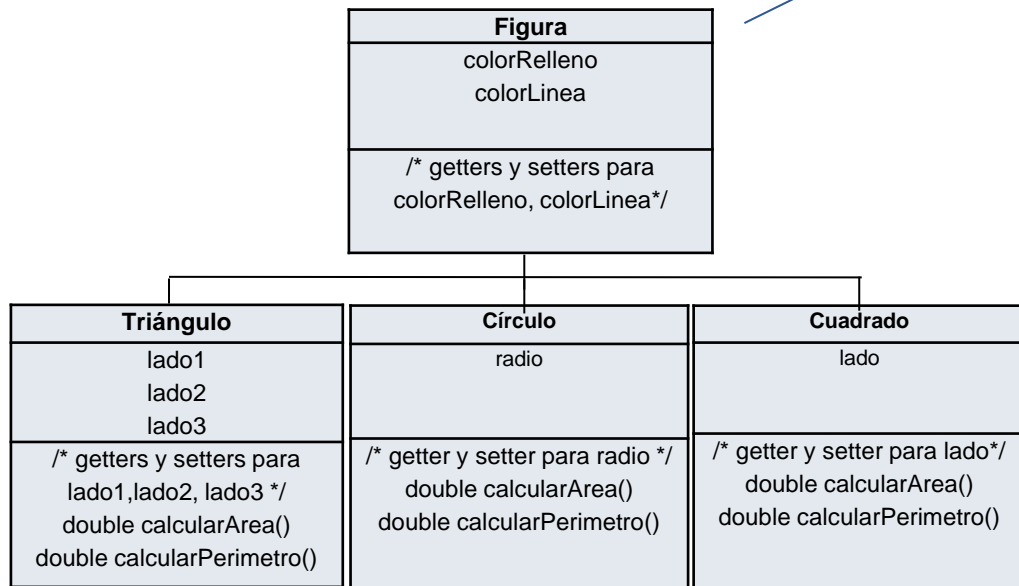 Figura
colorRelleno
colorLinea
/* getters y setters para
colorRelleno, colorLinea*/
Triángulo
lado1
lado2
lado3
/* getters y setters para
lado1,lado2, lado3 */
double calcularArea()
double calcularPerimetro()
Círculo
radio
/* getter y setter para radio */
double calcularArea()
double calcularPerimetro()
Cuadrado
lado
/* getter y setter para lado*/
double calcularArea()
double calcularPerimetro()